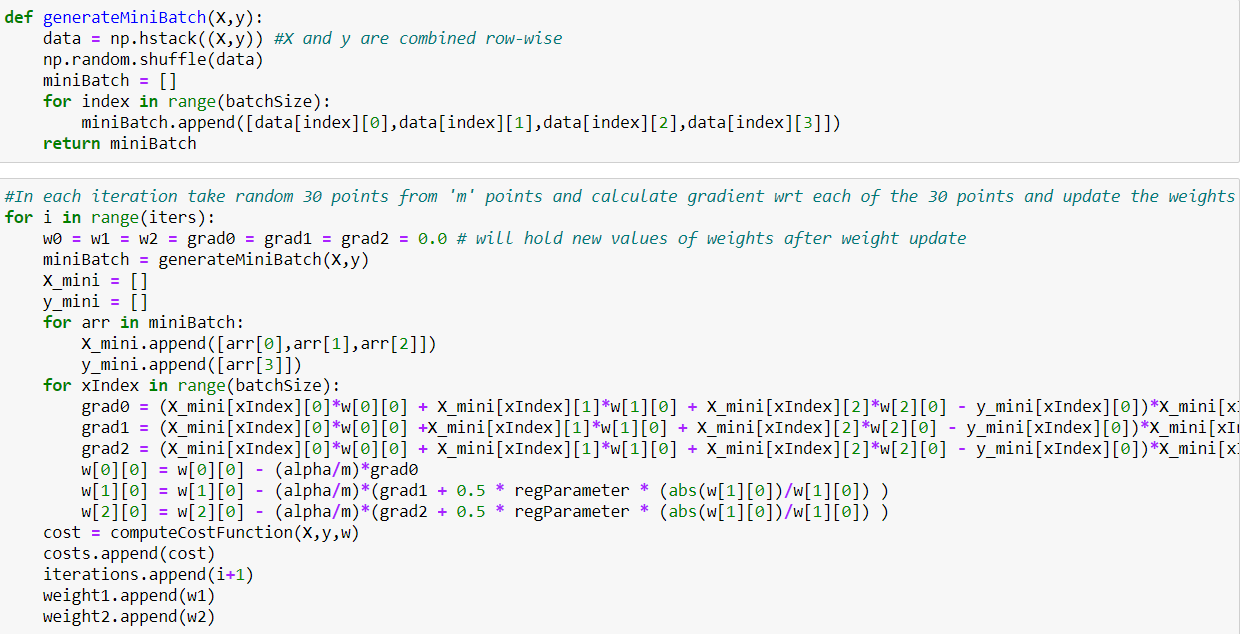 def generateMiniBatch(X,y):
    data = np.hstack((X,y)) #X and y are combined row-wise
    np.random.shuffle(data)
    miniBatch = []
    for index in range(batchSize):
        miniBatch.append([data[index][0],data[index][1],data[index][2],data[index][3]])
    return miniBatch
#In each iteration take random 30 points from 'm' points and calculate gradient wrt each of the 30 points and update the weights
for i in range(iters):
    w0 = w1 = w2 = grad0 = grad1 = grad2 = 0.0 # will hold new values of weights after weight update
    miniBatch = generateMiniBatch(X,y)
    X_mini = []
    y_mini = []
    for arr in miniBatch:
        X_mini.append([arr[0],arr[1],arr[2]])
        y_mini.append([arr[3]])
    for xIndex in range(batchSize):
        grad0 = (X_mini[xIndex][0]*w[0][0] + X_mini[xIndex][1]*w[1][0] + X_mini[xIndex][2]*w[2][0] - y_mini[xIndex][0])*X_mini[x
        grad1 = (X_mini[xIndex][0]*w[0][0] +X_mini[xIndex][1]*w[1][0] + X_mini[xIndex][2]*w[2][0] - y_mini[xIndex][0])*X_mini[xI
        grad2 = (X_mini[xIndex][0]*w[0][0] + X_mini[xIndex][1]*w[1][0] + X_mini[xIndex][2]*w[2][0] - y_mini[xIndex][0])*X_mini[x
        w[0][0] = w[0][0] - (alpha/m)*grad0
        w[1][0] = w[1][0] - (alpha/m)*(grad1 + 0.5 * regParameter * (abs(w[1][0])/w[1][0]) )
        w[2][0] = w[2][0] - (alpha/m)*(grad2 + 0.5 * regParameter * (abs(w[1][0])/w[1][0]) )
    cost = computeCostFunction(X,y,w)
    costs.append(cost)
    iterations.append(i+1)
    weight1.append(w1)
    weight2.append(w2)